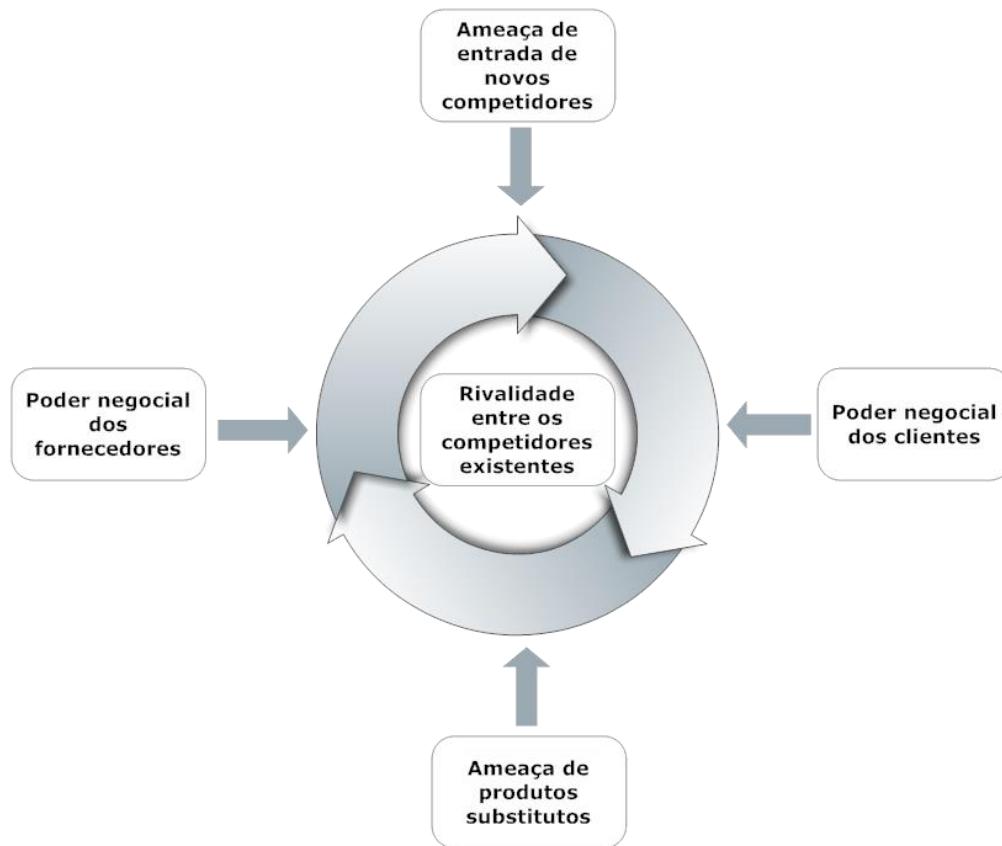 Ameaça de
entrada de
novos
competidores
Poder negocial
dos
fornecedores
Rivalidade
entre os
competidores
existentes
Poder negocial
dos clientes
Ameaça de
produtos
substitutos